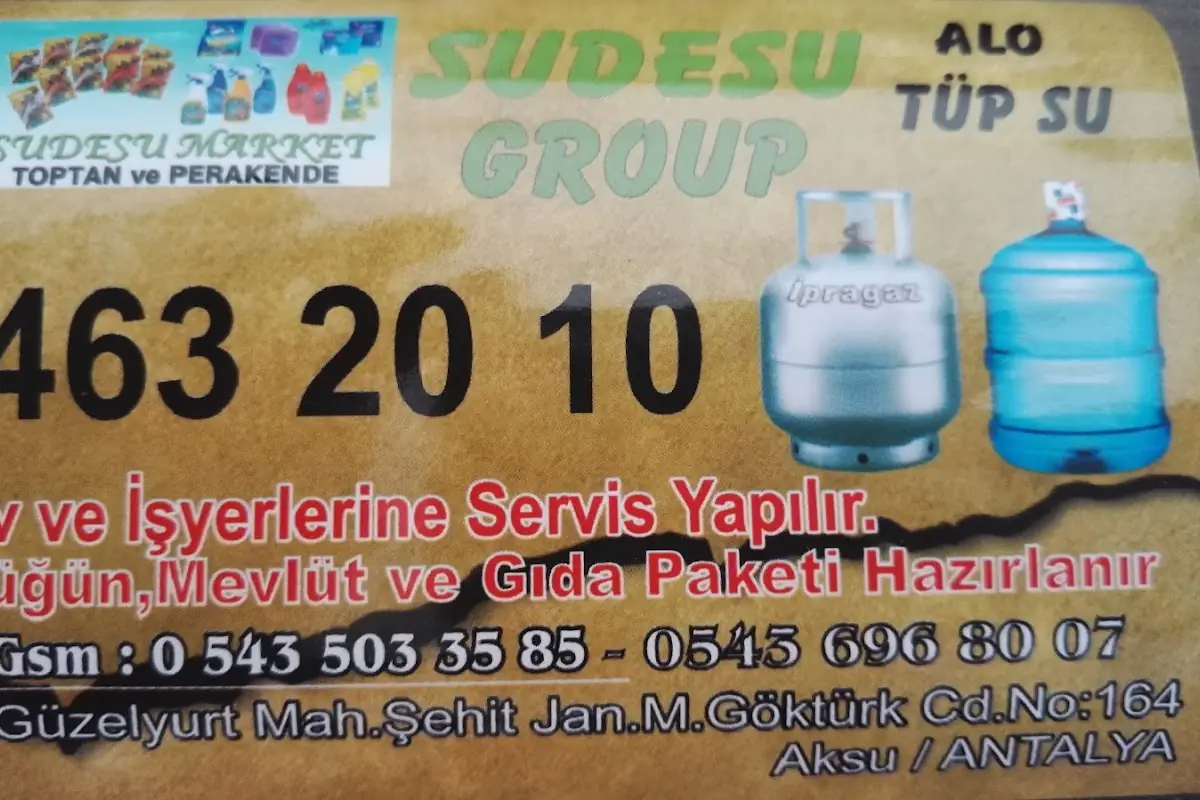 SUDESU MARKET
TOPTAN ve PERAKENDE
SUDESU
GROUP
ALO
TÜP SU
İpragaz
463 20 10
v ve İşyerlerine Servis Yapılır.
üğün,Mevlüt ve Gıda Paketi Hazırlanır
Gsm : 0 543 503 35 85 - 0543 696 80 07
Güzelyurt Mah.Şehit Jan.M.Göktürk Cd.No:164
Aksu / ANTALYA